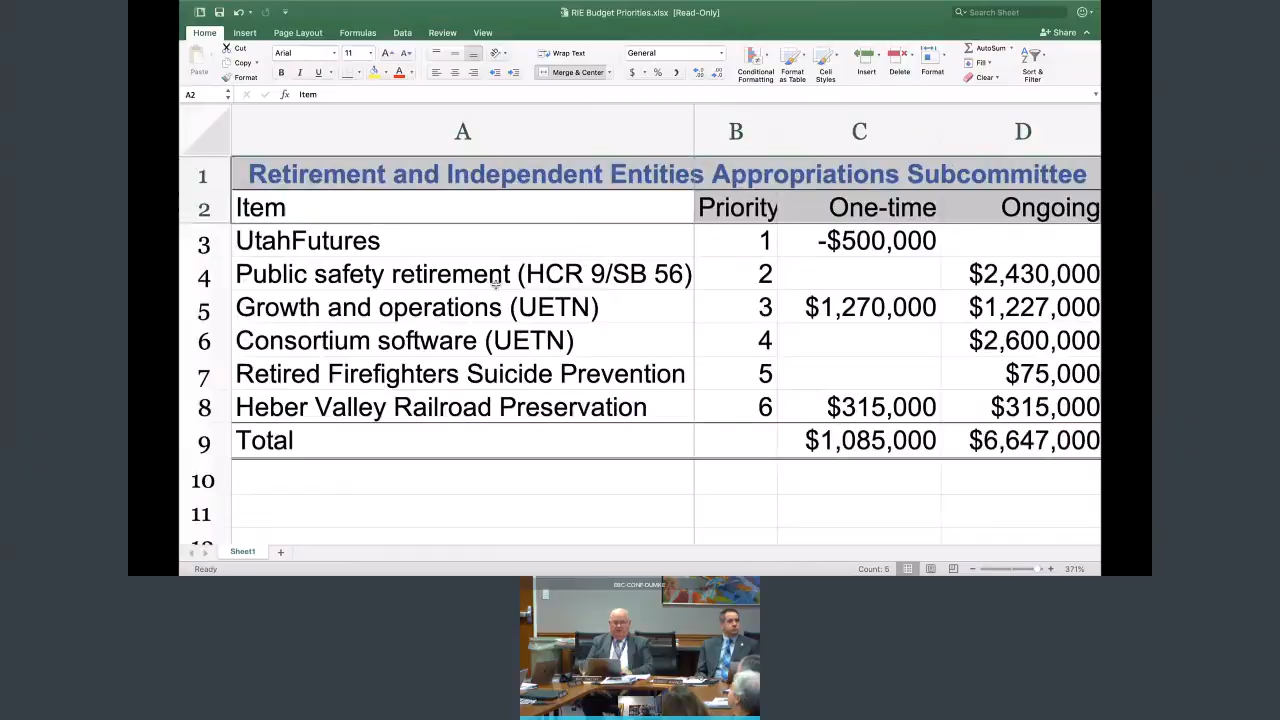 RIE Budget Priorities.xlsx [Read-Only]
Search Sheet
Home Insert Page Layout Formulas Data Review View
Share
Paste
Cut
Copy
Format
Arial 11
Wrap Text
Merge & Center
General
Conditional Formatting
Format as Table
Cell Styles
Insert
Delete
Format
AutoSum
Fill
Clear
Sort & Filter
A2 fx Item
A B C D
1 Retirement and Independent Entities Appropriations Subcommittee
2 Item Priority One-time Ongoing
3 UtahFutures 1 -$500,000
4 Public safety retirement (HCR 9/SB 56) 2 $2,430,000
5 Growth and operations (UETN) 3 $1,270,000 $1,227,000
6 Consortium software (UETN) 4 $2,600,000
7 Retired Firefighters Suicide Prevention 5 $75,000
8 Heber Valley Railroad Preservation 6 $315,000 $315,000
9 Total $1,085,000 $6,647,000
10
11
Sheet1
Ready Count: 5 371%
EBC-CONF-DUMKE